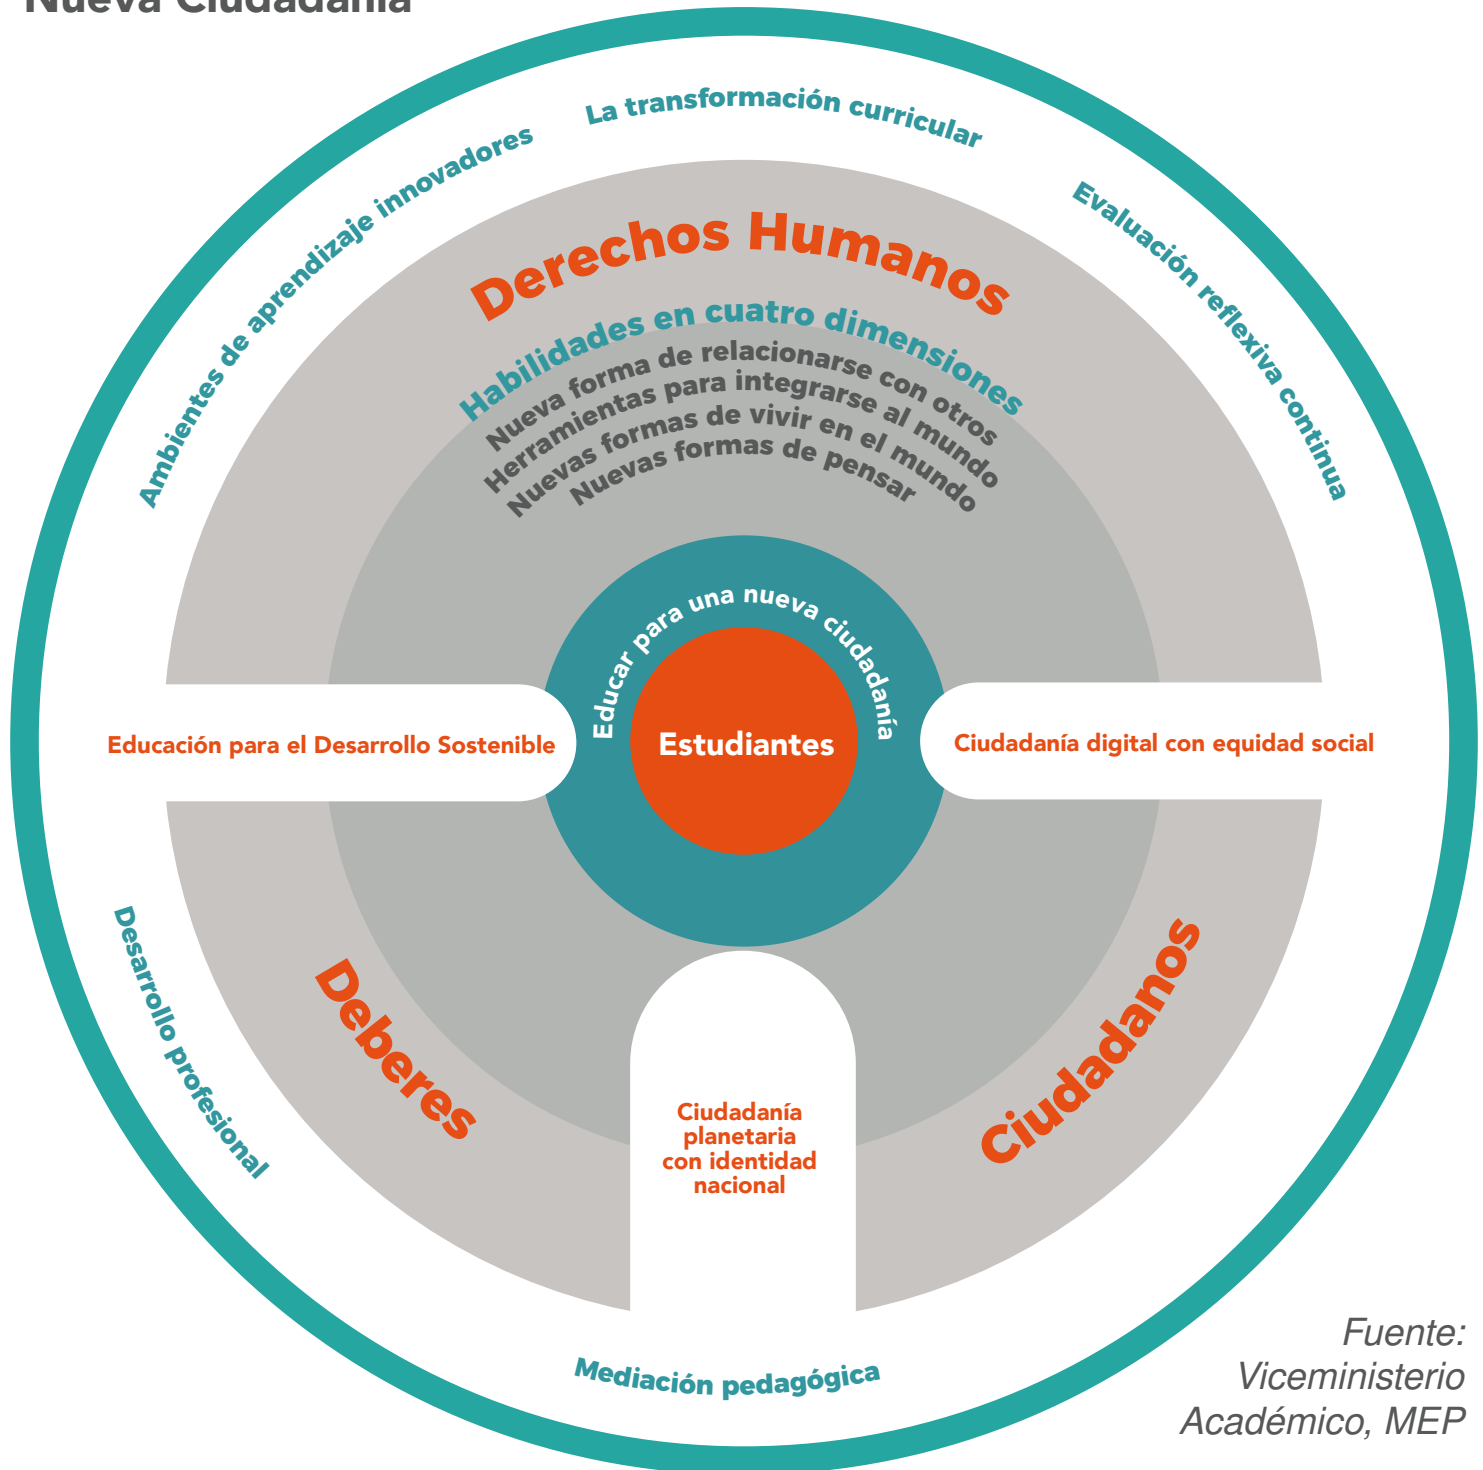 Nueva Ciudadanía
La transformación curricular
Ambientes de aprendizaje innovadores
Evaluación reflexiva continua
Derechos Humanos
Habilidades en cuatro dimensiones
Nueva forma de relacionarse con otros
Herramientas para integrarse al mundo
Nuevas formas de vivir en el mundo
Nuevas formas de pensar
Educar para una nueva ciudadanía
Educación para el Desarrollo Sostenible
Estudiantes
Ciudadanía digital con equidad social
Desarrollo profesional
Deberes
Ciudadanos
Ciudadanía
planetaria
con identidad
nacional
Mediación pedagógica
Fuente:
Viceministerio
Académico, MEP